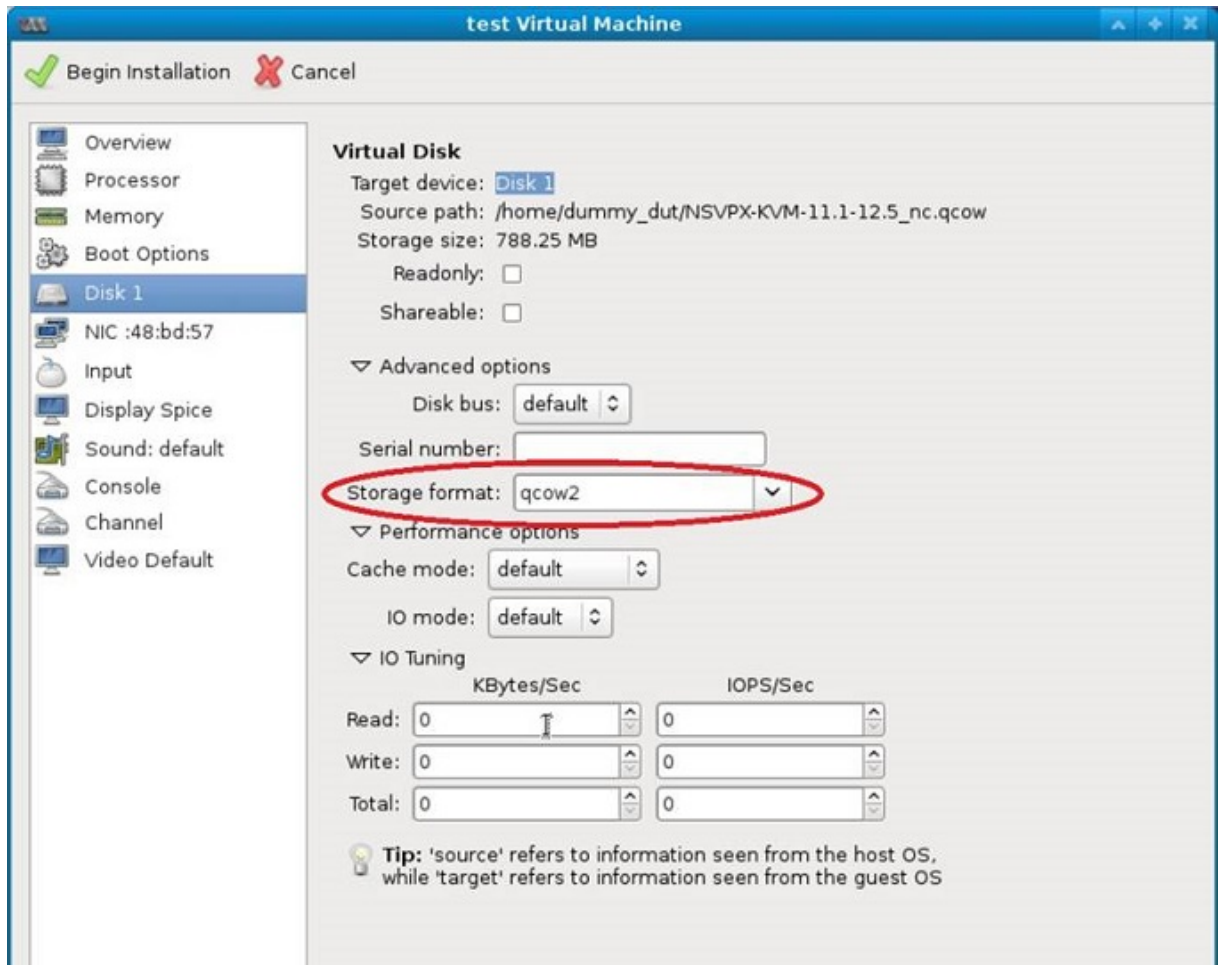 test Virtual Machine
Begin Installation
Cancel
Overview
Processor
Memory
Boot Options
Disk 1
NIC :48:bd:57
Input
Display Spice
Sound: default
Console
Channel
Video Default
Virtual Disk
Target device: Disk 1
Source path: /home/dummy_dut/NSVPX-KVM-11.1-12.5_nc.qcow
Storage size: 788.25 MB
Readonly:
Shareable:
Advanced options
Disk bus: default
Serial number:
Storage format: qcow2
Performance options
Cache mode: default
IO mode: default
IO Tuning
KBytes/Sec IOPS/Sec
Read: 0 0
Write: 0 0
Total: 0 0
Tip: 'source' refers to information seen from the host OS,
while 'target' refers to information seen from the guest OS